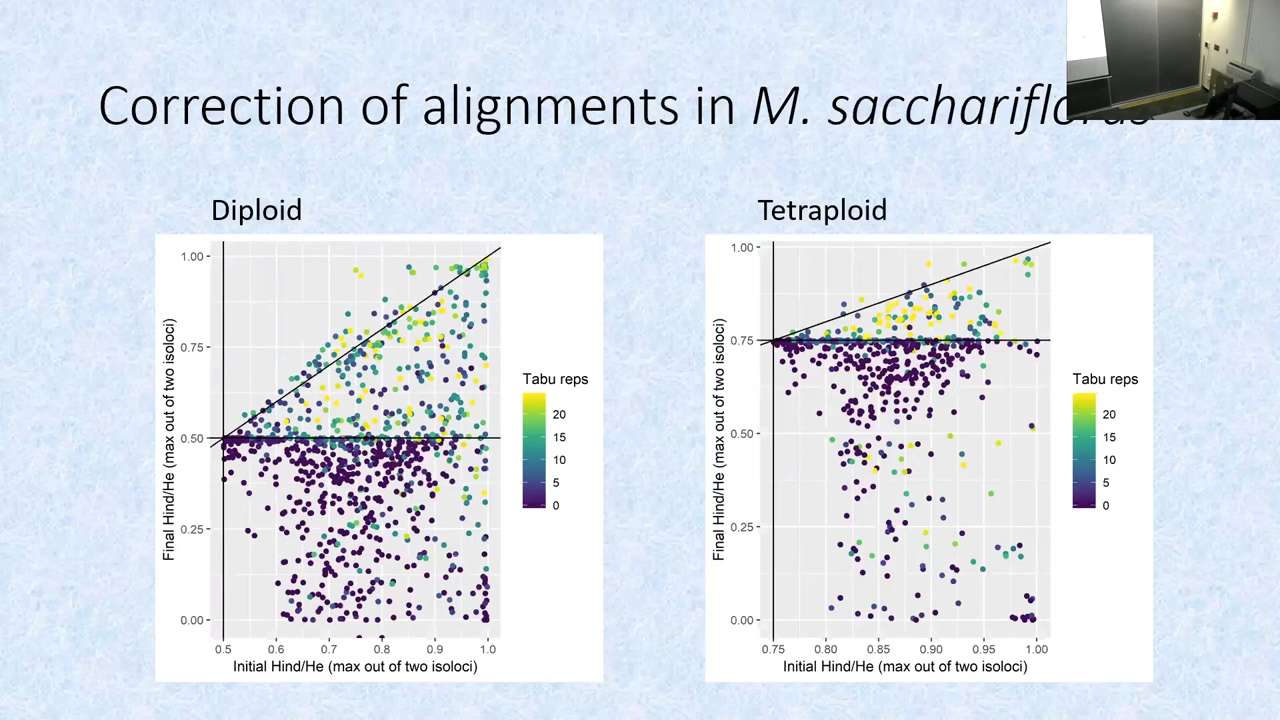 Correction of alignments in M. sacchariflorus
Diploid
Tetraploid
Final Hind/He (max out of two isoloci)
1.00
0.75
0.50
0.25
0.00
0.5 0.6 0.7 0.8 0.9 1.0
Initial Hind/He (max out of two isoloci)
Tabu reps
20
15
10
5
0
Final Hind/He (max out of two isoloci)
1.00
0.75
0.50
0.25
0.00
0.75 0.80 0.85 0.90 0.95 1.00
Initial Hind/He (max out of two isoloci)
Tabu reps
20
15
10
5
0